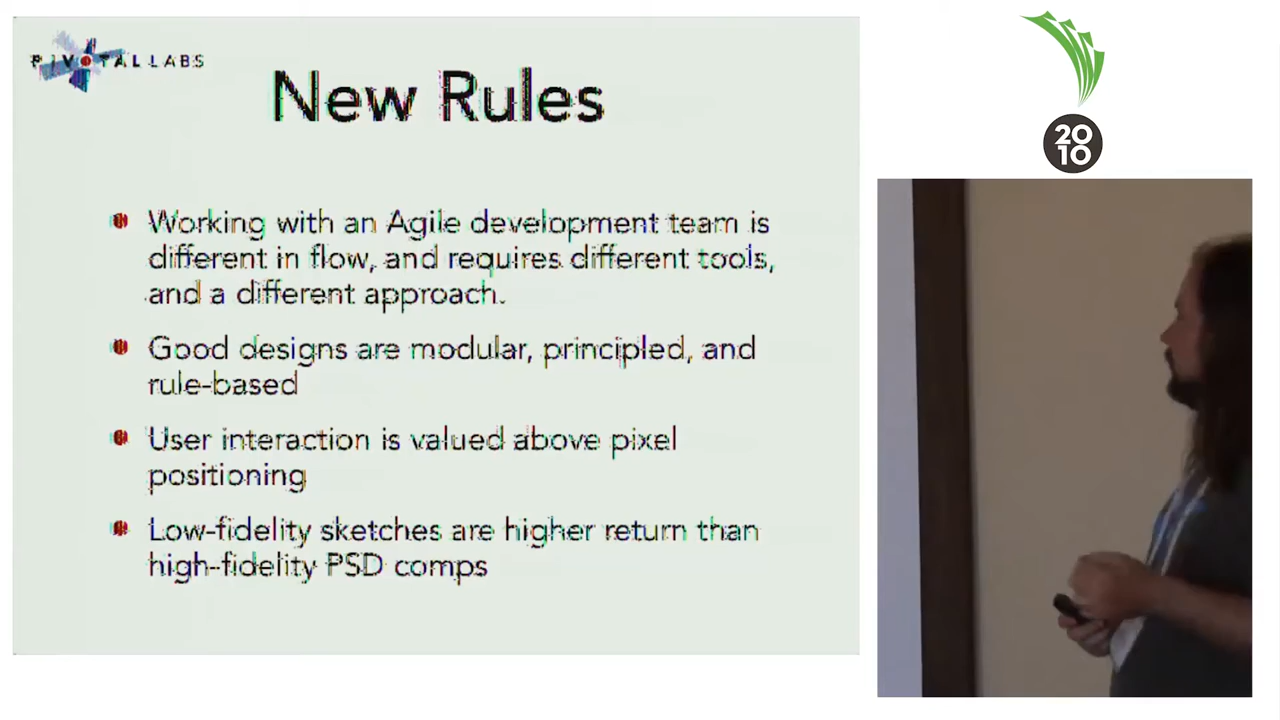 PIVOTAL LABS
New Rules
Working with an Agile development team is
different in flow, and requires different tools,
and a different approach.
Good designs are modular, principled, and
rule-based
User interaction is valued above pixel
positioning
Low-fidelity sketches are higher return than
high-fidelity PSD comps
20
10